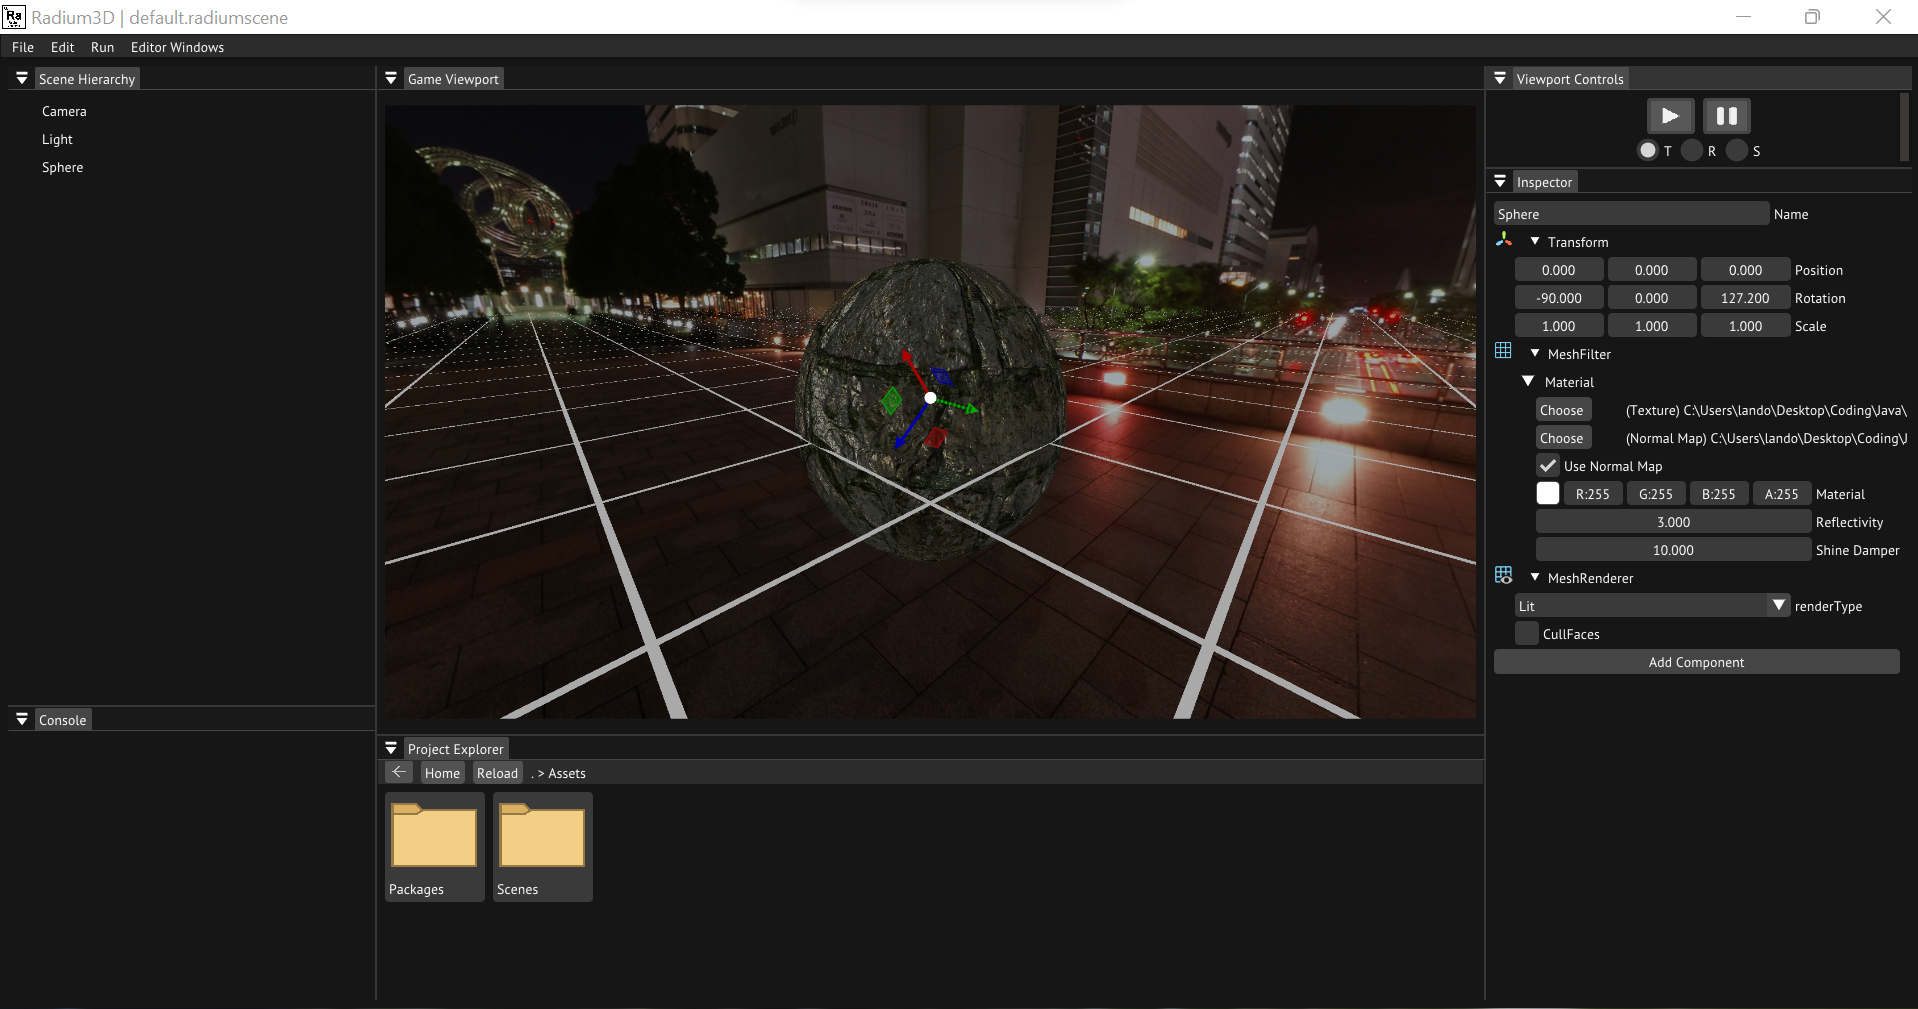 Ra Radium3D | default.radiumscene
File Edit Run Editor Windows
Scene Hierarchy
Camera
Light
Sphere
Console
Game Viewport
Project Explorer
Home Reload . > Assets
Packages Scenes
Viewport Controls
T R S
Inspector
Sphere Name
Transform
0.000 0.000 0.000 Position
-90.000 0.000 127.200 Rotation
1.000 1.000 1.000 Scale
MeshFilter
Material
Choose (Texture) C:\Users\lando\Desktop\Coding\Java\
Choose (Normal Map) C:\Users\lando\Desktop\Coding\J
Use Normal Map
R:255 G:255 B:255 A:255 Material
3.000 Reflectivity
10.000 Shine Damper
MeshRenderer
Lit renderType
CullFaces
Add Component